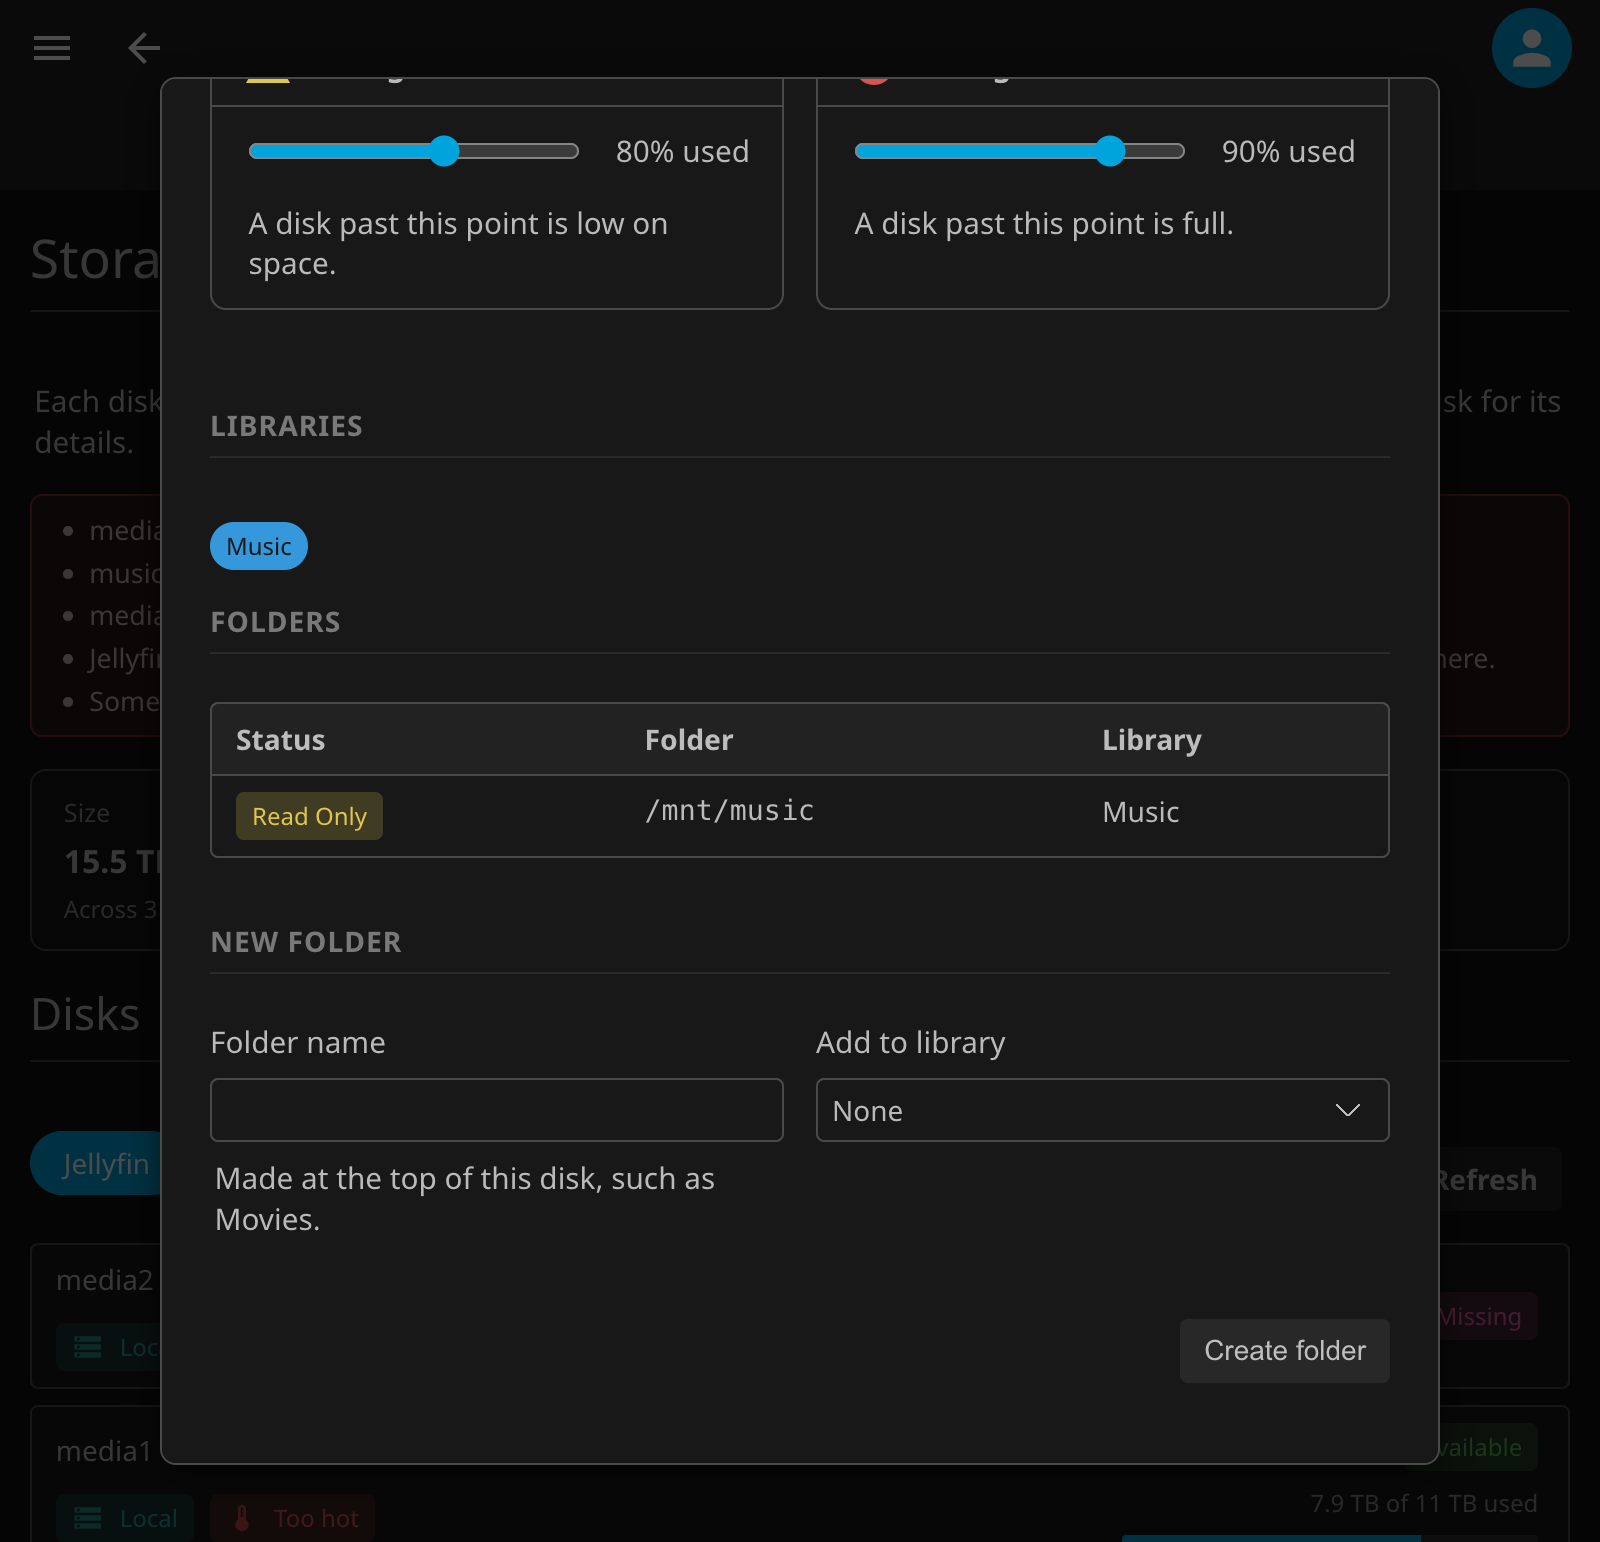 80% used
90% used
A disk past this point is low on
space.
A disk past this point is full.
Stora
Each disk
sk for its
details.
LIBRARIES
media
music
Music
media
FOLDERS
Jellyfin
here.
Some
Status Folder Library
Read Only /mnt/music Music
Size
15.5 T
Across 3
NEW FOLDER
Disks
Folder name
Add to library
None
Jellyfin
Made at the top of this disk, such as
Movies.
Refresh
media2
Missing
Loc
Create folder
media1
vailable
Local Too hot
7.9 TB of 11 TB used